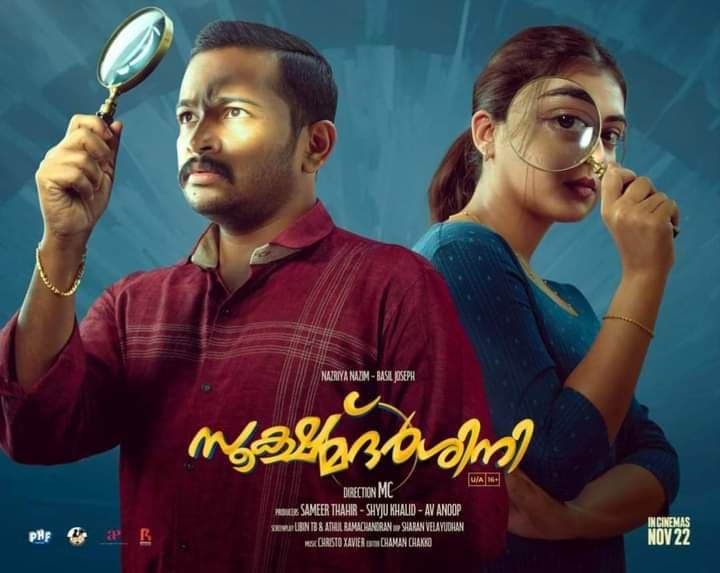 NAZRIYA NAZIM - BASIL JOSEPH
സൂക്ഷ്മദർശിനി
U/A 16+
DIRECTION MC
PRODUCERS SAMEER THAHIR - SHYJU KHALID - AV ANOOP
SCREENPLAY LIBIN TB & ATHUL RAMACHANDRAN STORY SHARAN VELAYUDHAN
MUSIC CHRISTO XAVIER EDITOR CHAMAN CHAKKO
IN CINEMAS
NOV 22